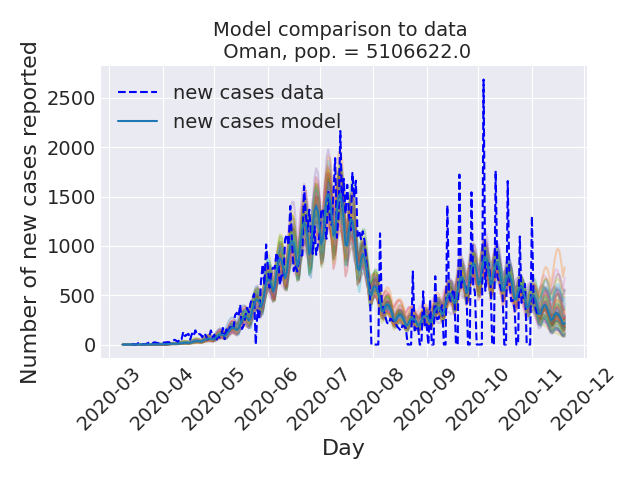 Model comparison to data
Oman, pop. = 5106622.0
Number of new cases reported
2500
2000
1500
1000
500
0
new cases data
new cases model
2020-03
2020-04
2020-05
2020-06
2020-07
2020-08
2020-09
2020-10
2020-11
2020-12
Day